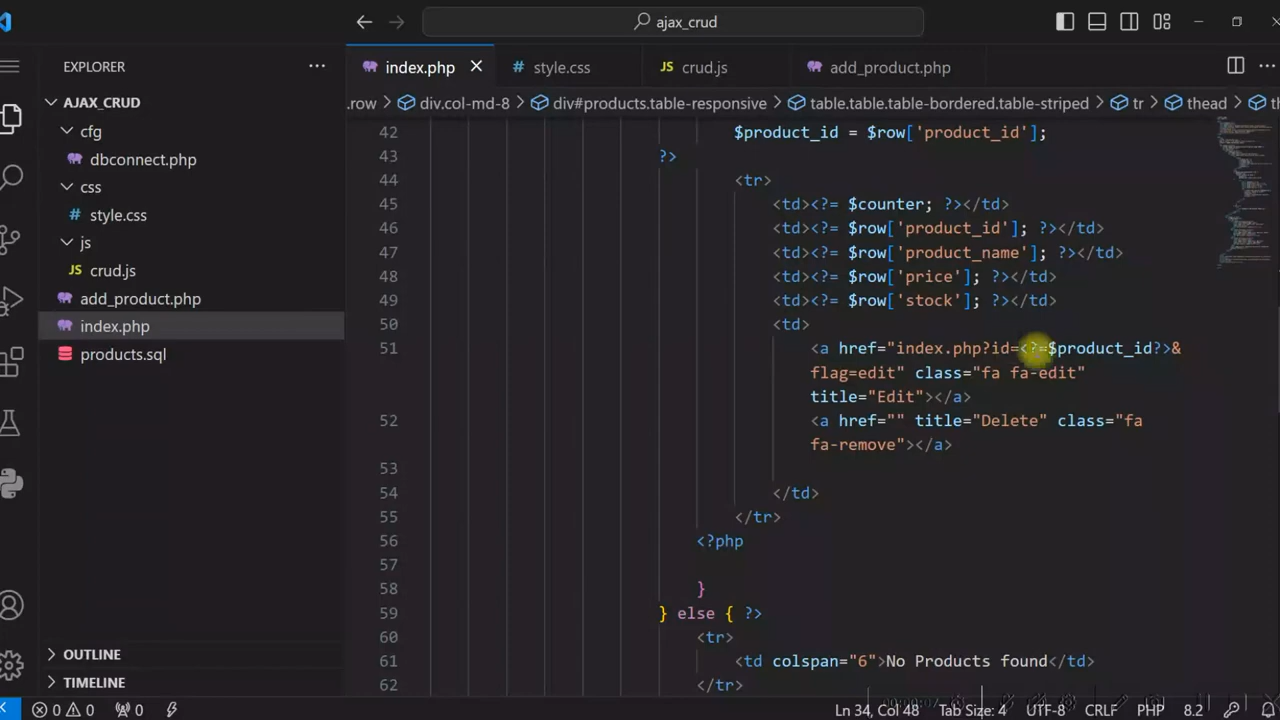 ajax_crud
EXPLORER
index.php
style.css
crud.js
add_product.php
AJAX_CRUD
cfg
dbconnect.php
css
style.css
js
crud.js
add_product.php
index.php
products.sql
OUTLINE
TIMELINE
.row
div.col-md-8
div#products.table-responsive
table.table.table-bordered.table-striped
tr
thead
42 $product_id = $row['product_id'];
43 ?>
44 <tr>
45 <td><?= $counter; ?></td>
46 <td><?= $row['product_id']; ?></td>
47 <td><?= $row['product_name']; ?></td>
48 <td><?= $row['price']; ?></td>
49 <td><?= $row['stock']; ?></td>
50 <td>
51 <a href="index.php?id=<?=$product_id?>&
flag=edit" class="fa fa-edit"
title="Edit"></a>
52 <a href="" title="Delete" class="fa
fa-remove"></a>
53
54 </td>
55 </tr>
56 <?php
57
58 }
59 } else { ?>
60 <tr>
61 <td colspan="6">No Products found</td>
62 </tr>
0 0 0
Ln 34, Col 48
Tab Size: 4
UTF-8
CRLF
PHP
8.2